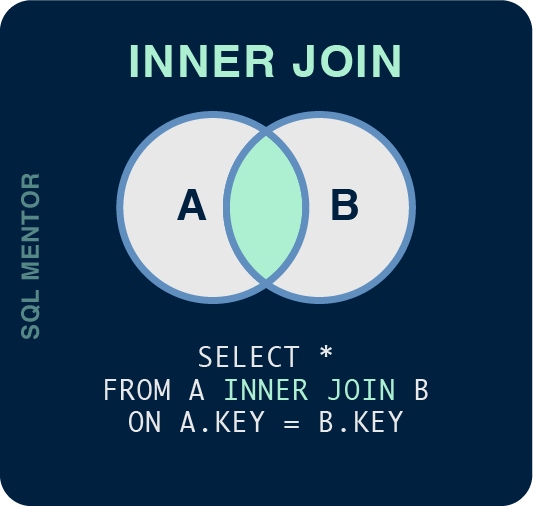 INNER JOIN
A B
SQL MENTOR
SELECT *
FROM A INNER JOIN B
ON A.KEY = B.KEY